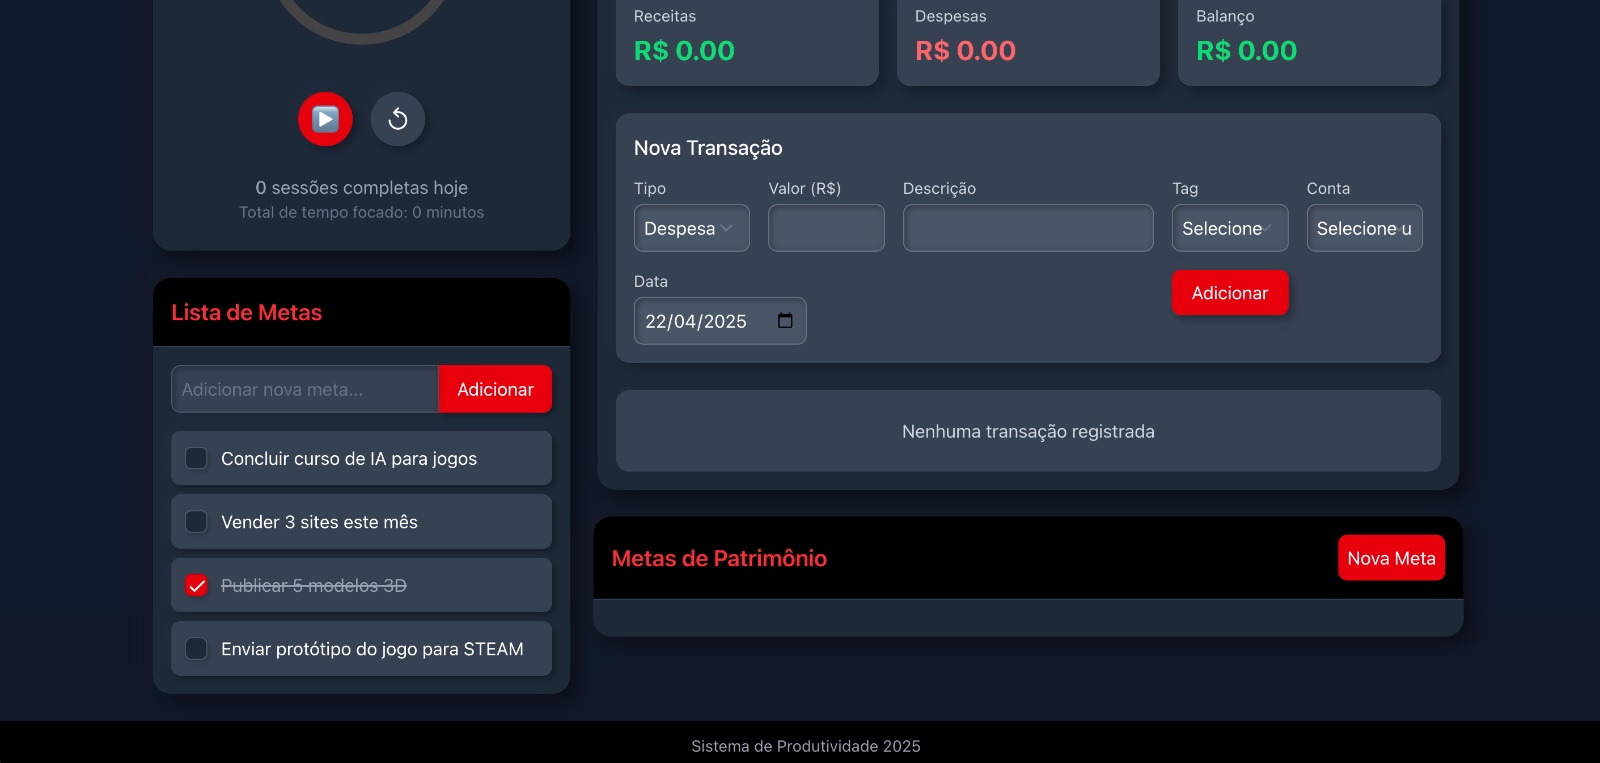 0 sessões completas hoje
Total de tempo focado: 0 minutos
Lista de Metas
Adicionar nova meta...
Adicionar
Concluir curso de IA para jogos
Vender 3 sites este mês
Publicar 5 modelos 3D
Enviar protótipo do jogo para STEAM
Receitas
R$ 0.00
Despesas
R$ 0.00
Balanço
R$ 0.00
Nova Transação
Tipo
Valor (R$)
Descrição
Tag
Conta
Despesa
Selecione
Selecione u
Data
22/04/2025
Adicionar
Nenhuma transação registrada
Metas de Patrimônio
Nova Meta
Sistema de Produtividade 2025